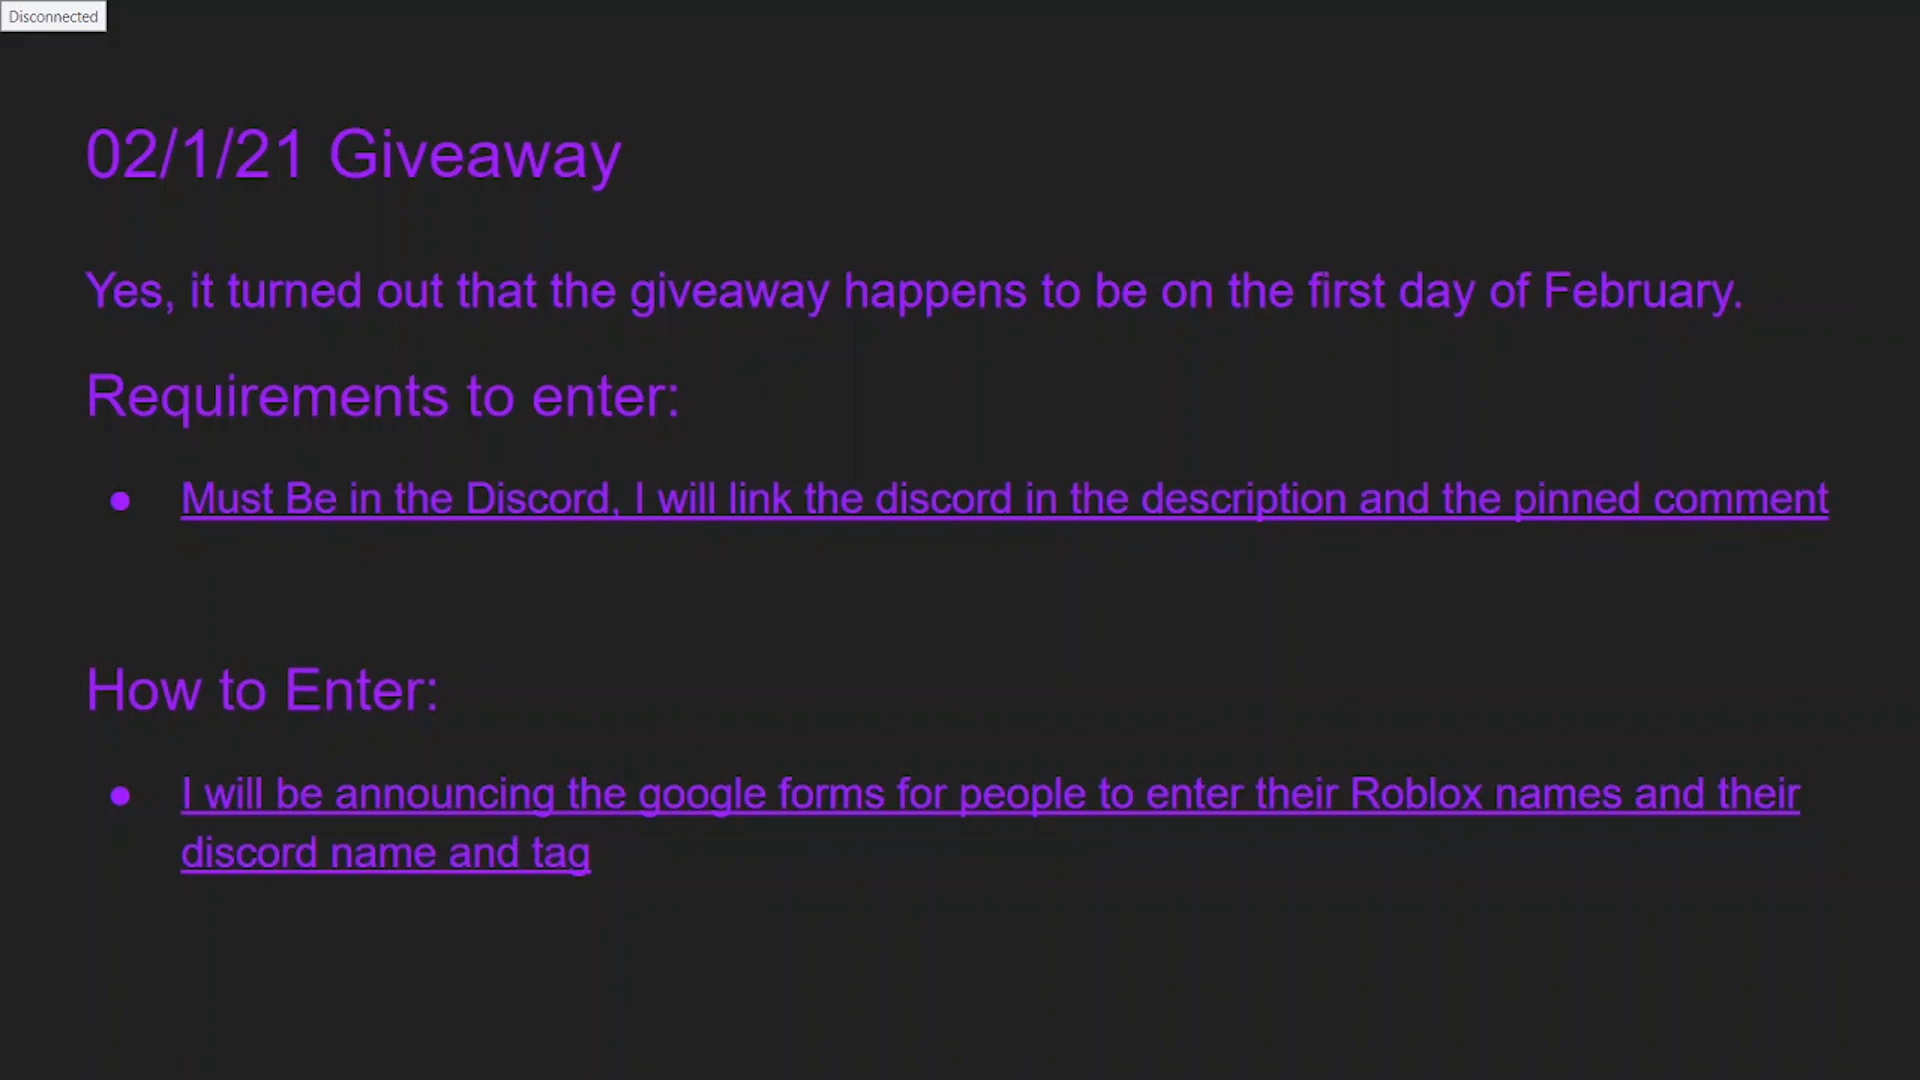 Disconnected
02/1/21 Giveaway
Yes, it turned out that the giveaway happens to be on the first day of February.
Requirements to enter:
● Must Be in the Discord, I will link the discord in the description and the pinned comment
How to Enter:
● I will be announcing the google forms for people to enter their Roblox names and their
discord name and tag